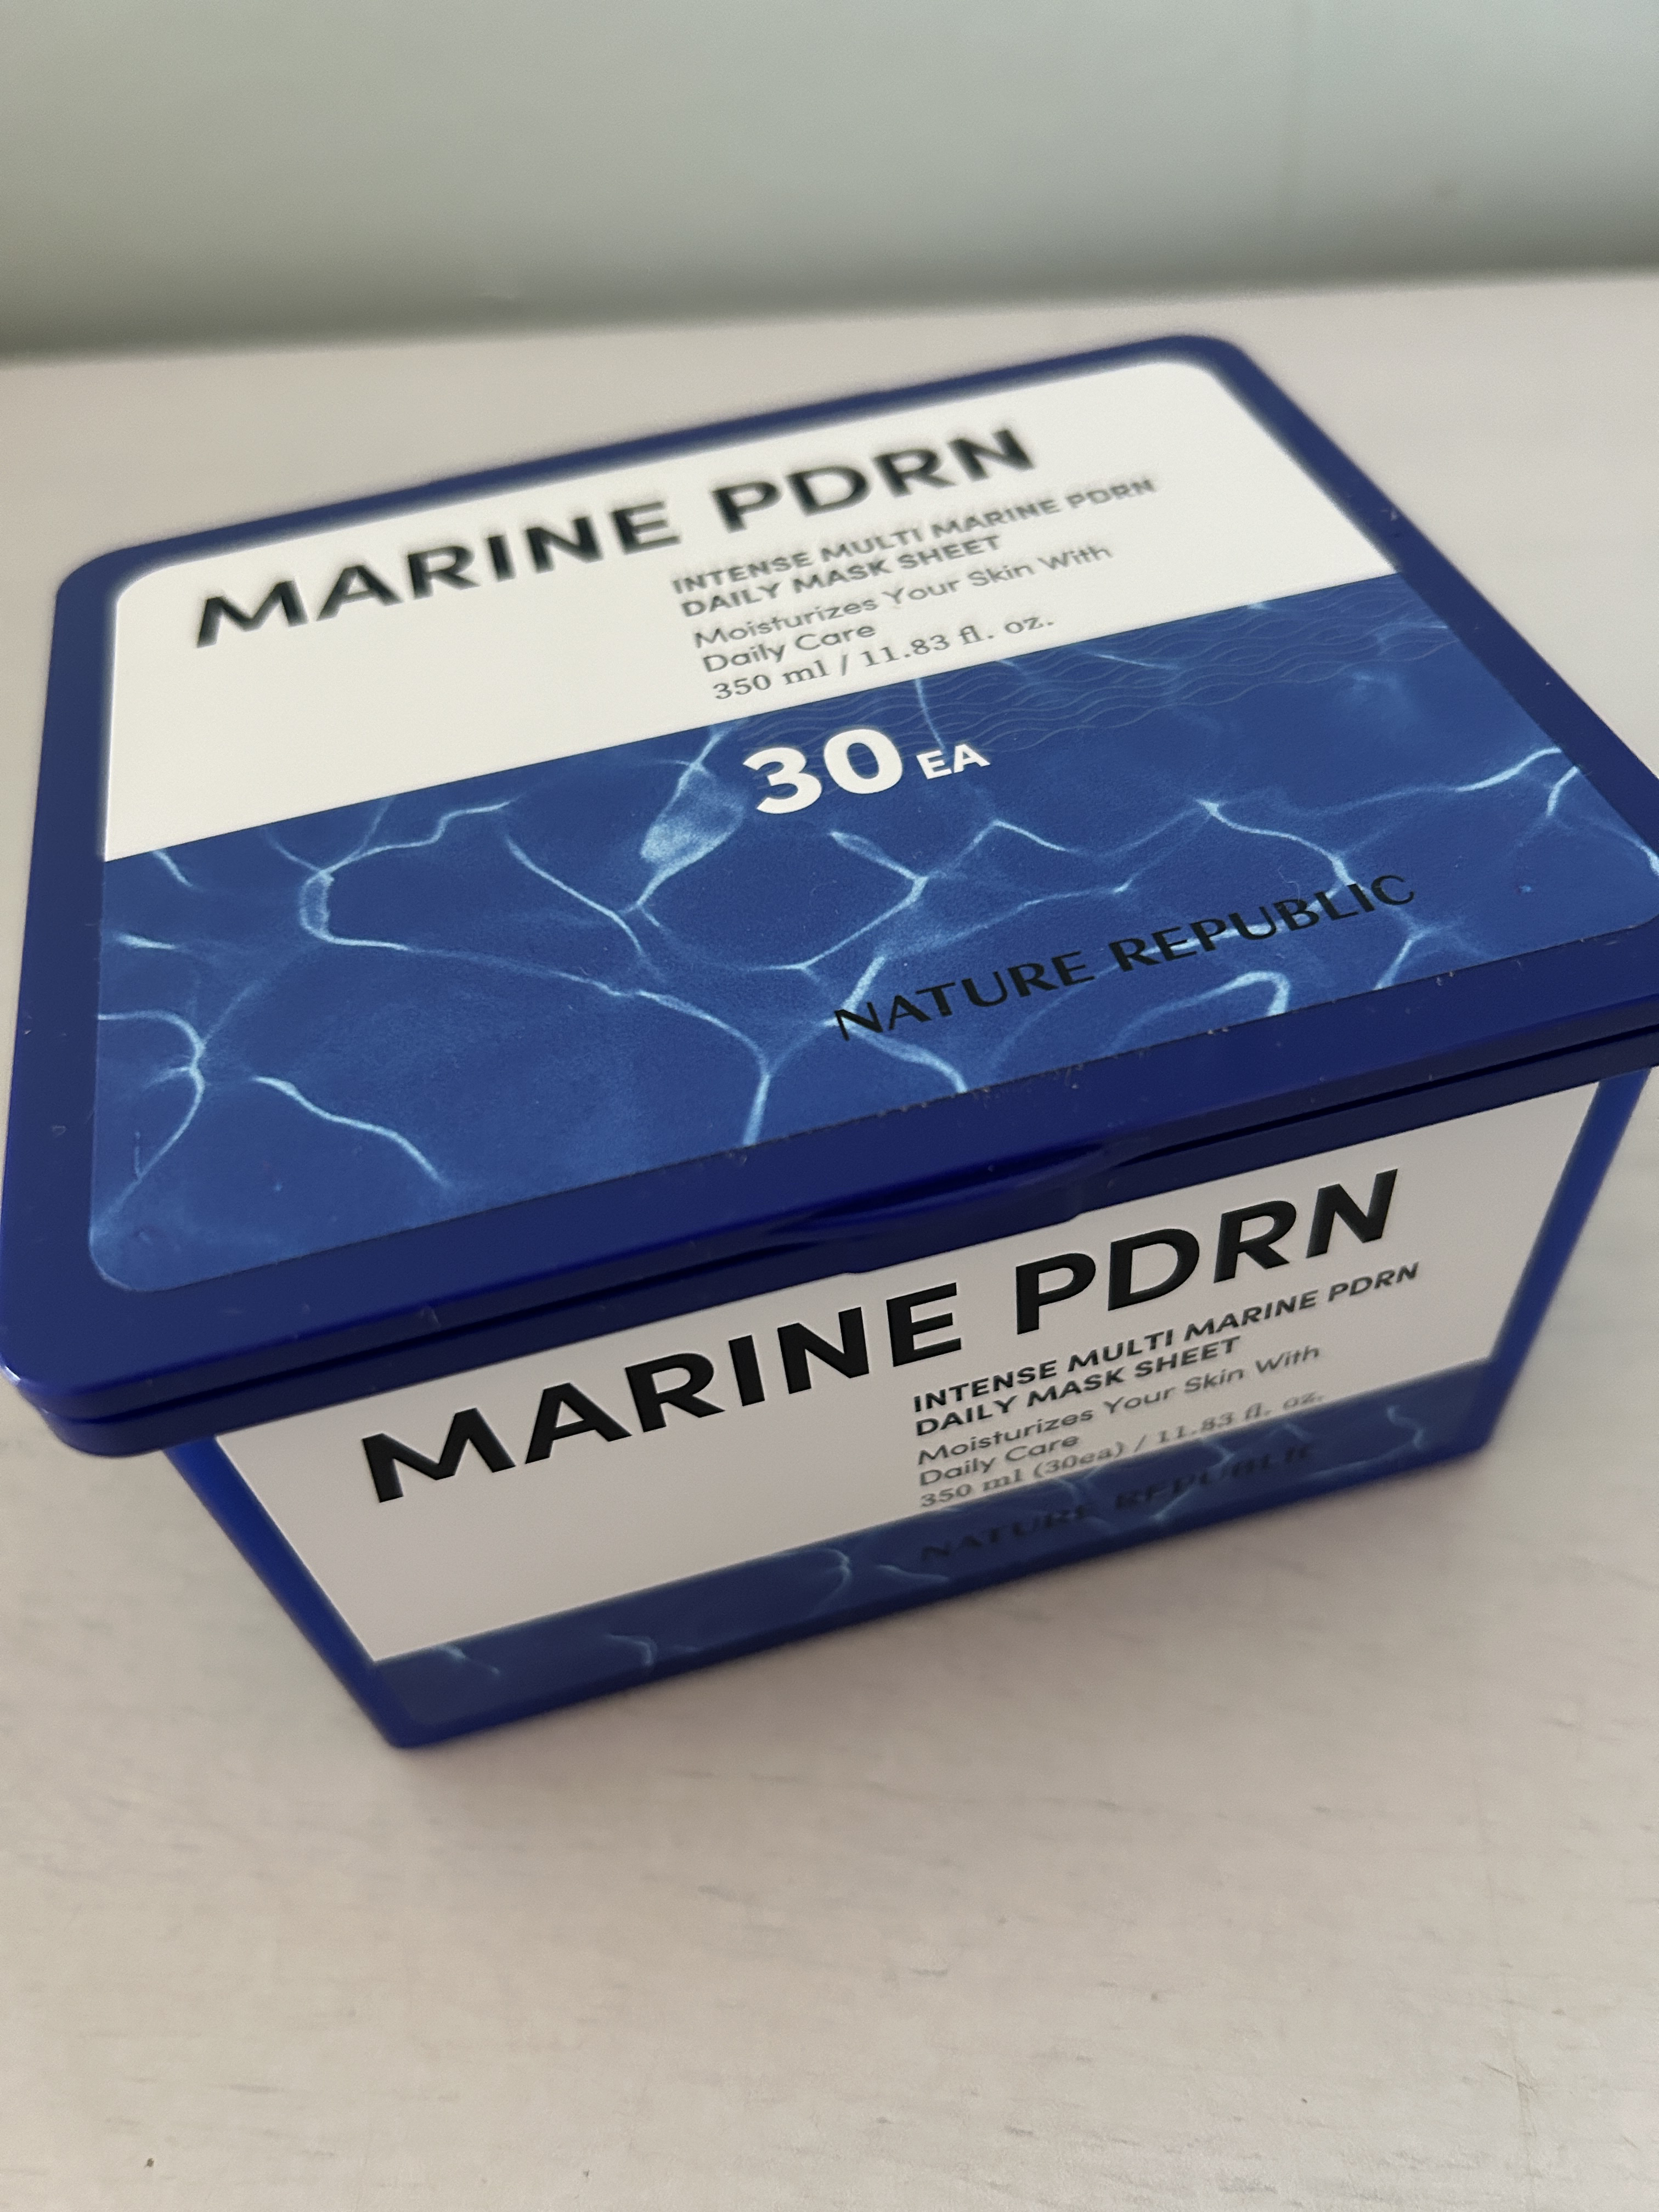 MARINE PDRN
INTENSE MULTI MARINE PDRN
DAILY MASK SHEET
Moisturizes Your Skin With
Daily Care
350 ml / 11.83 fl. oz.
30 EA
NATURE REPUBLIC
MARINE PDRN
INTENSE MULTI MARINE PDRN
DAILY MASK SHEET
Moisturizes Your Skin With
Daily Care
350 ml (30ea) / 11.83 fl. oz.
NATURE REPUBLIC